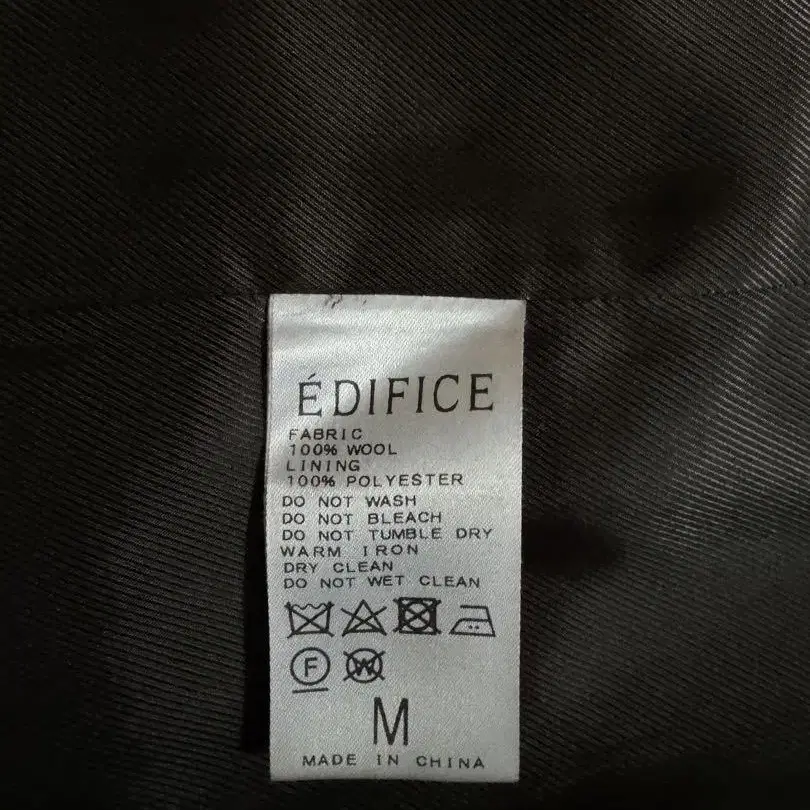 ÉDIFICE
FABRIC
100% WOOL
LINING
100% POLYESTER
DO NOT WASH
DO NOT BLEACH
DO NOT TUMBLE DRY
WARM IRON
DRY CLEAN
DO NOT WET CLEAN
F W
M
MADE IN CHINA